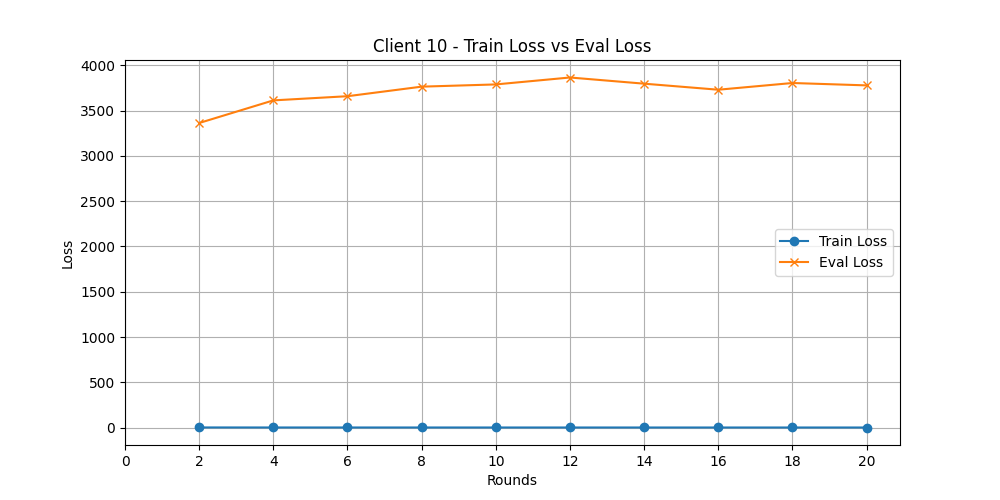 Client 10 - Train Loss vs Eval Loss
4000
3500
3000
2500
2000
1500
1000
500
0
Loss
Train Loss
Eval Loss
0 2 4 6 8 10 12 14 16 18 20
Rounds